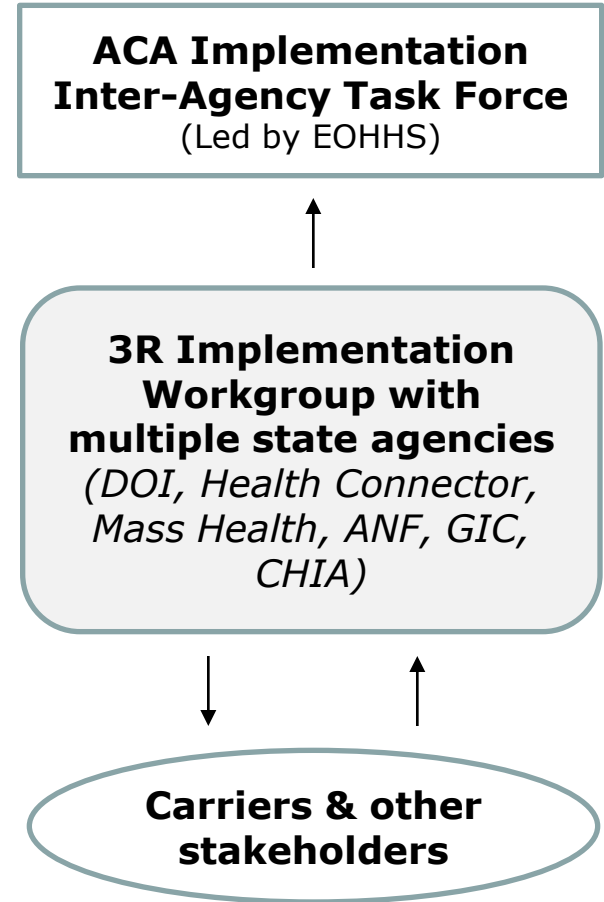 ACA Implementation
Inter-Agency Task Force
(Led by EOHHS)
3R Implementation
Workgroup with
multiple state agencies
(DOI, Health Connector,
Mass Health, ANF, GIC,
CHIA)
Carriers & other
stakeholders